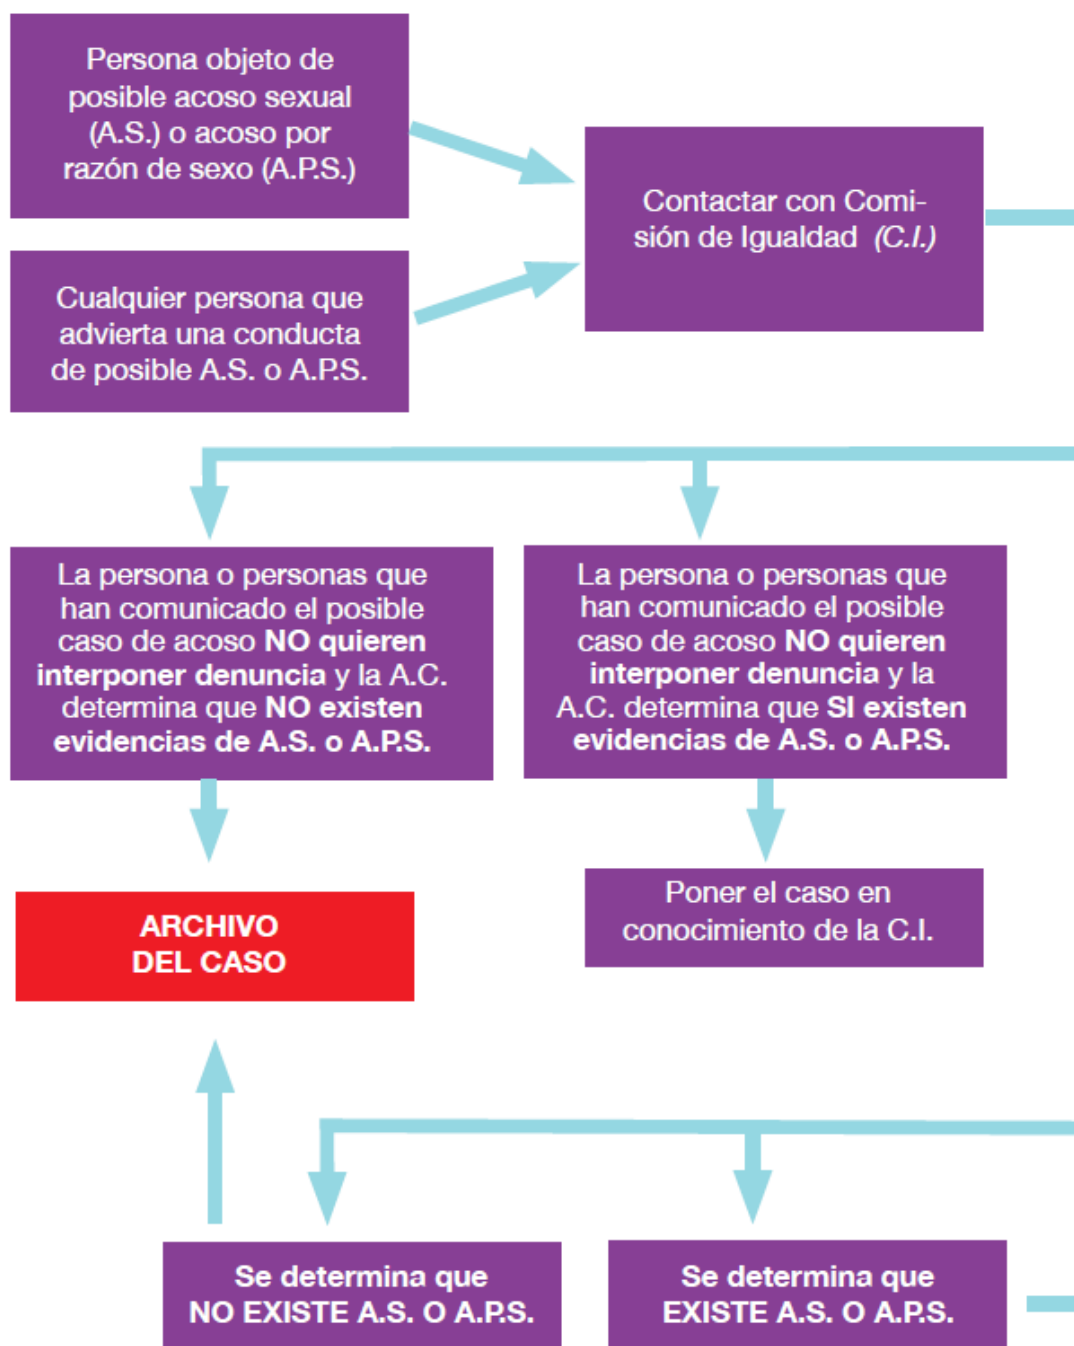 Persona objeto de
posible acoso sexual
(A.S.) o acoso por
razón de sexo (A.P.S.)
Contactar con Comi-
sión de Igualdad (C.I.)
Cualquier persona que
advierta una conducta
de posible A.S. o A.P.S.
La persona o personas que
han comunicado el posible
caso de acoso NO quieren
interponer denuncia y la A.C.
determina que NO existen
evidencias de A.S. o A.P.S.
La persona o personas que
han comunicado el posible
caso de acoso NO quieren
interponer denuncia y la
A.C. determina que SI existen
evidencias de A.S. o A.P.S.
ARCHIVO
DEL CASO
Poner el caso en
conocimiento de la C.I.
Se determina que
NO EXISTE A.S. O A.P.S.
Se determina que
EXISTE A.S. O A.P.S.